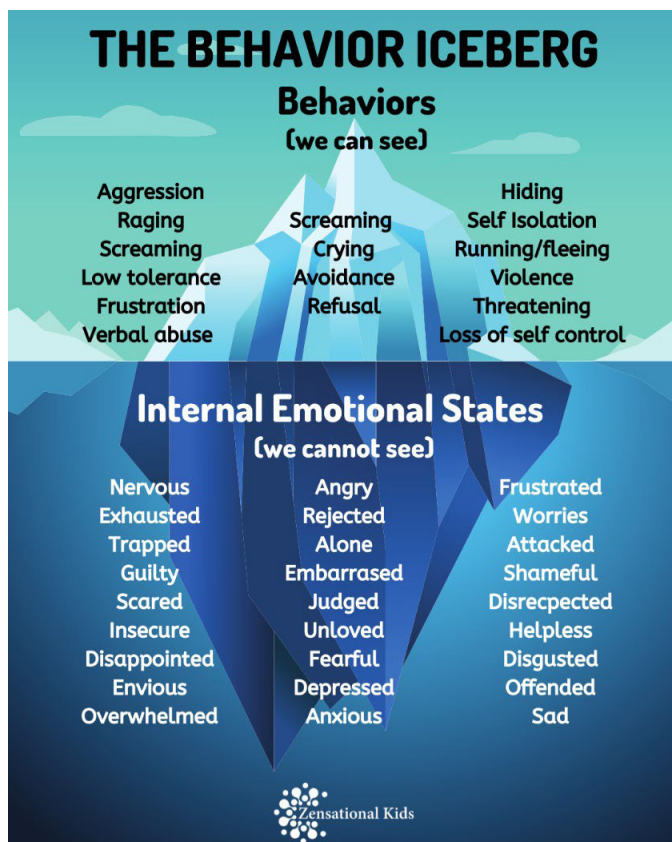 THE BEHAVIOR ICEBERG
Behaviors
(we can see)
Aggression
Raging
Screaming
Low tolerance
Frustration
Verbal abuse
Screaming
Crying
Avoidance
Refusal
Hiding
Self Isolation
Running/fleeing
Violence
Threatening
Loss of self control
Internal Emotional States
(we cannot see)
Nervous
Exhausted
Trapped
Guilty
Scared
Insecure
Disappointed
Envious
Overwhelmed
Angry
Rejected
Alone
Embarrased
Judged
Unloved
Fearful
Depressed
Anxious
Frustrated
Worries
Attacked
Shameful
Disrecpected
Helpless
Disgusted
Offended
Sad
Zensational Kids